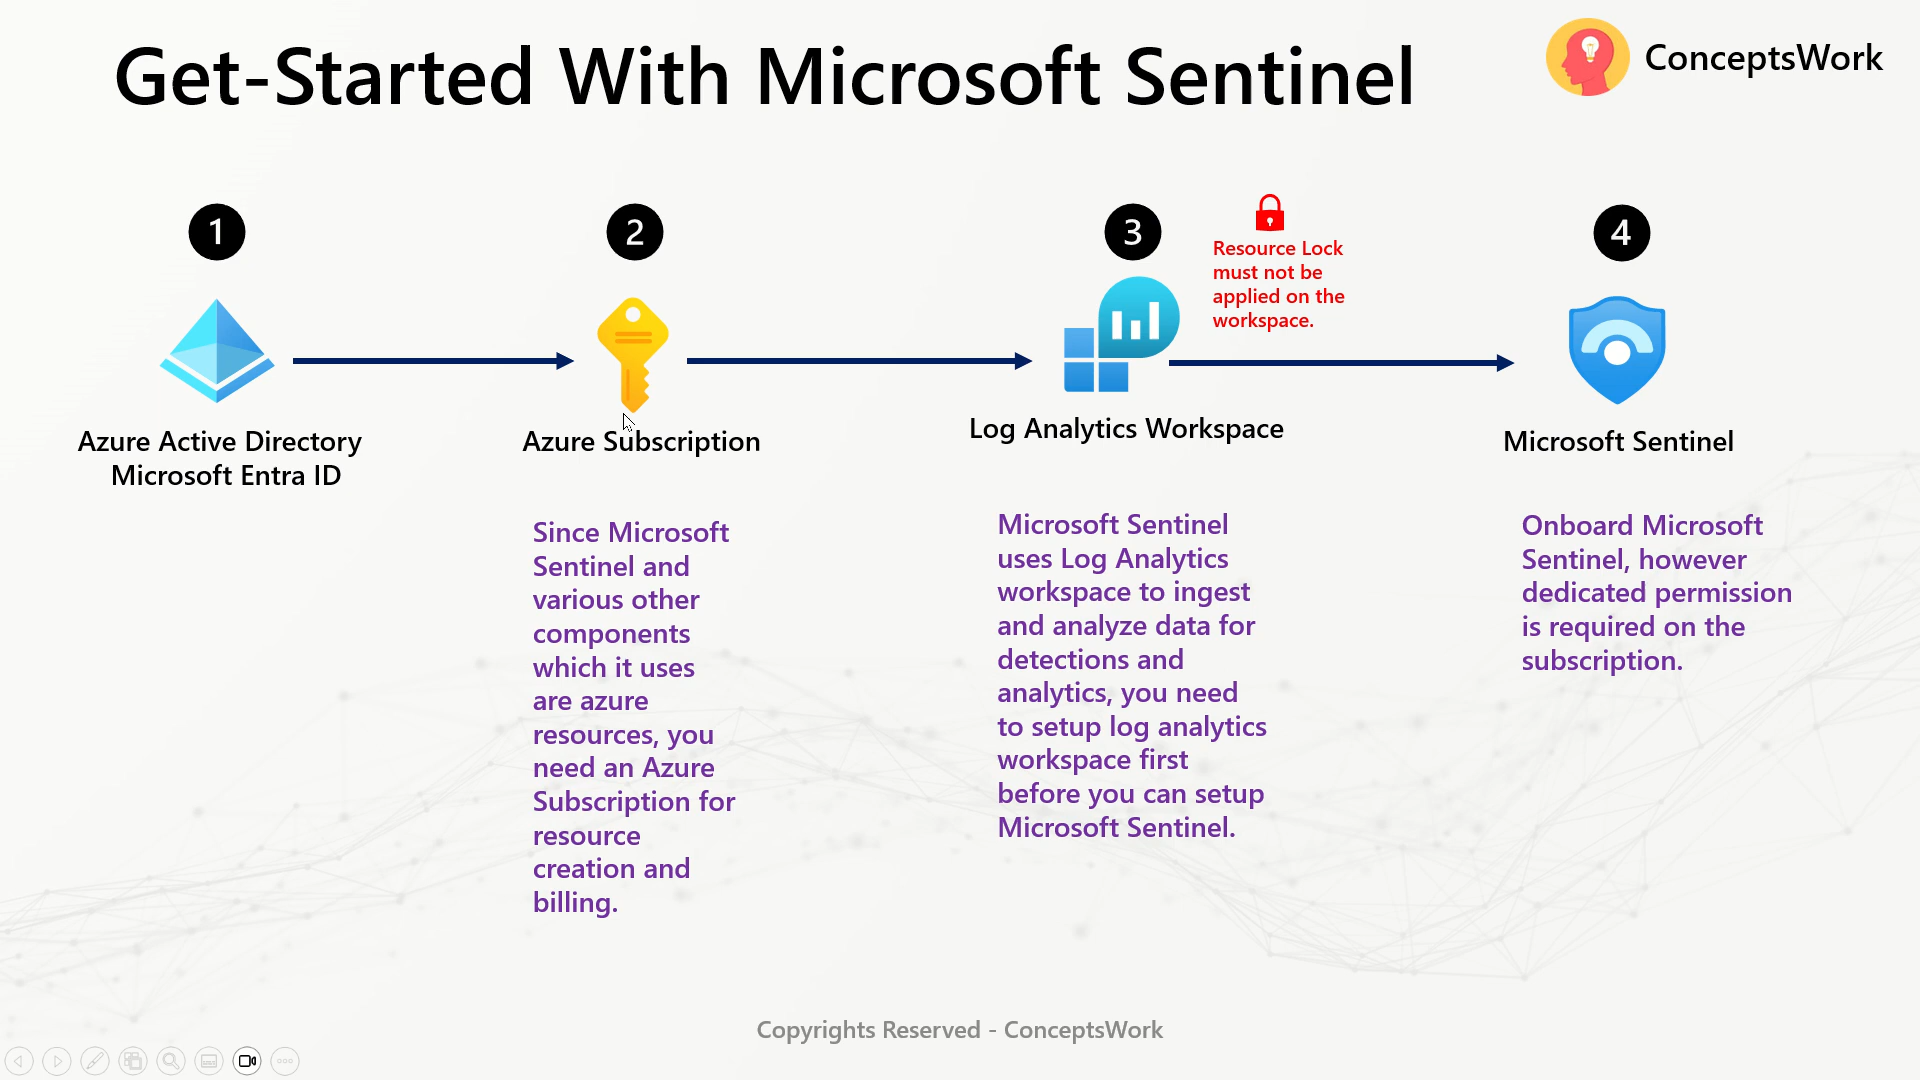 Get-Started With Microsoft Sentinel
ConceptsWork
1
2
3
4
Resource Lock
must not be
applied on the
workspace.
Azure Active Directory
Microsoft Entra ID
Azure Subscription
Log Analytics Workspace
Microsoft Sentinel
Since Microsoft
Sentinel and
various other
components
which it uses
are azure
resources, you
need an Azure
Subscription for
resource
creation and
billing.
Microsoft Sentinel
uses Log Analytics
workspace to ingest
and analyze data for
detections and
analytics, you need
to setup log analytics
workspace first
before you can setup
Microsoft Sentinel.
Onboard Microsoft
Sentinel, however
dedicated permission
is required on the
subscription.
Copyrights Reserved - ConceptsWork